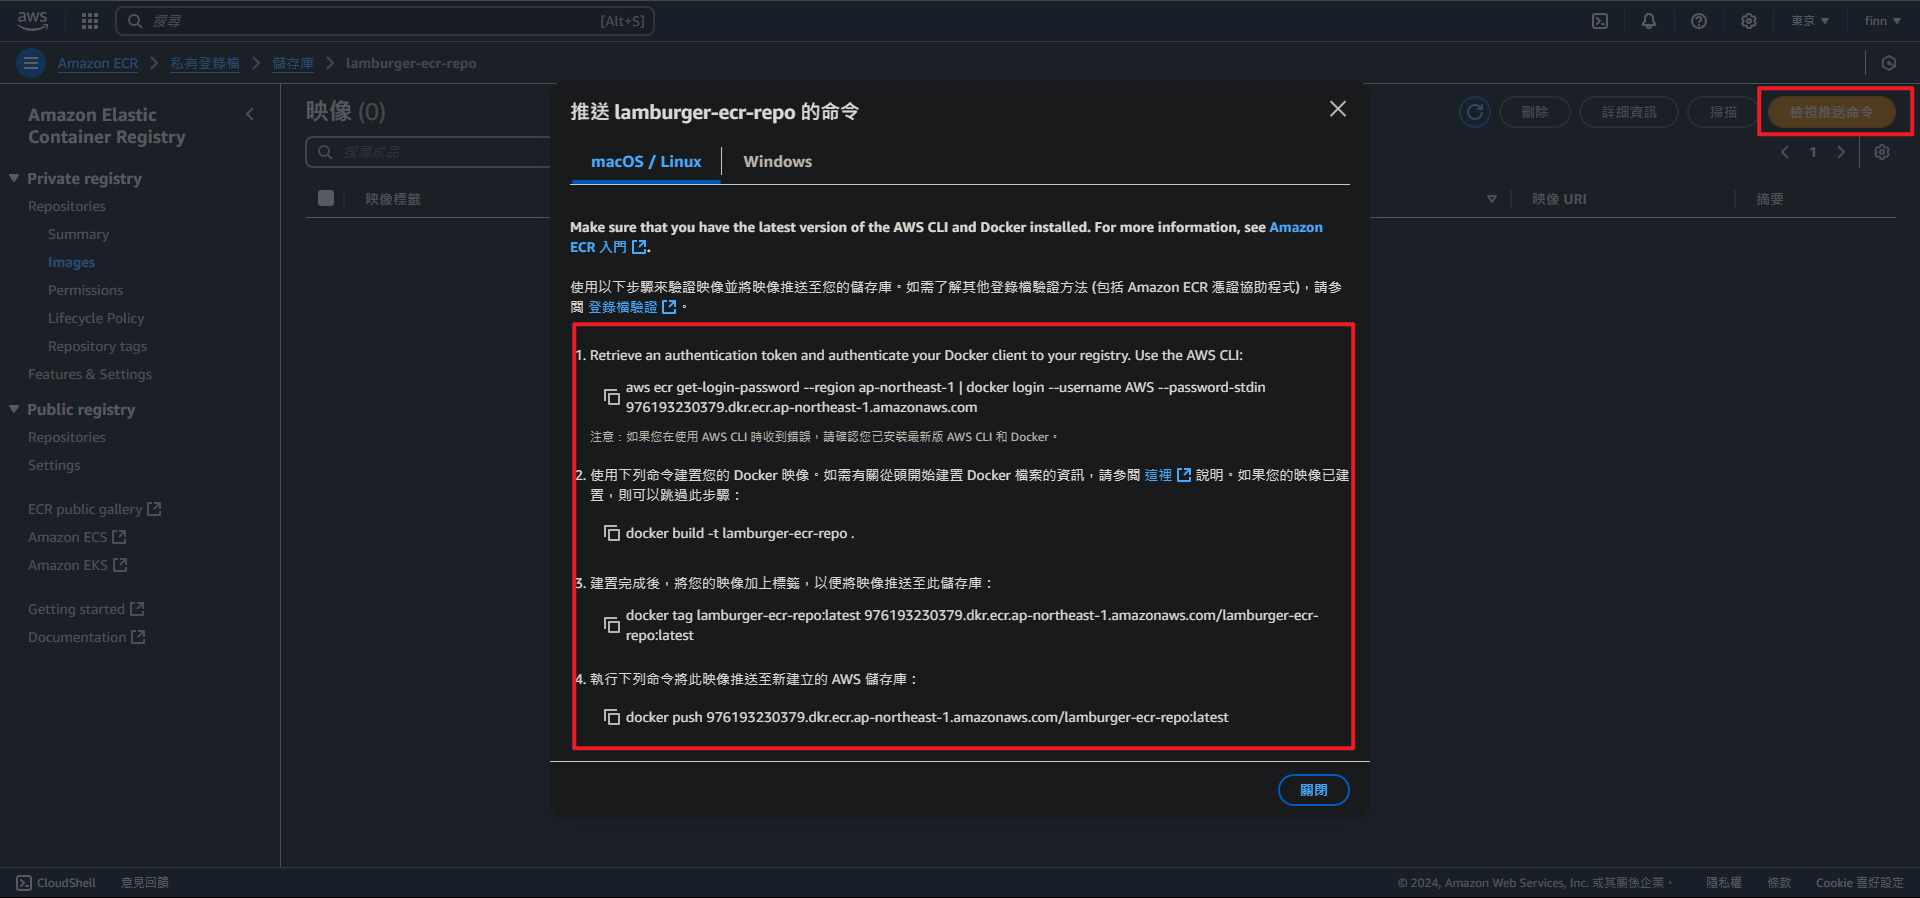 aws
搜尋
[Alt+S]
東京
finn
Amazon ECR
私有登錄檔
儲存庫
lamburger-ecr-repo
Amazon Elastic
Container Registry
Private registry
Repositories
Summary
Images
Permissions
Lifecycle Policy
Repository tags
Features & Settings
Public registry
Repositories
Settings
ECR public gallery
Amazon ECS
Amazon EKS
Getting started
Documentation
映像 (0)
刪除
詳細資訊
掃描
檢視推送命令
搜尋成品
1
映像標籤
映像 URI
摘要
推送 lamburger-ecr-repo 的命令
macOS / Linux
Windows
Make sure that you have the latest version of the AWS CLI and Docker installed. For more information, see Amazon
ECR 入門.
使用以下步驟來驗證映像並將映像推送至您的儲存庫。如需了解其他登錄檔驗證方法 (包括 Amazon ECR 憑證協助程式)，請參
閱 登錄檔驗證。
1. Retrieve an authentication token and authenticate your Docker client to your registry. Use the AWS CLI:
aws ecr get-login-password --region ap-northeast-1 | docker login --username AWS --password-stdin
976193230379.dkr.ecr.ap-northeast-1.amazonaws.com
注意：如果您在使用 AWS CLI 時收到錯誤，請確認您已安裝最新版 AWS CLI 和 Docker。
2. 使用下列命令建置您的 Docker 映像。如需有關從頭開始建置 Docker 檔案的資訊，請參閱 這裡 說明。如果您的映像已建
置，則可以跳過此步驟：
docker build -t lamburger-ecr-repo .
3. 建置完成後，將您的映像加上標籤，以便將映像推送至此儲存庫：
docker tag lamburger-ecr-repo:latest 976193230379.dkr.ecr.ap-northeast-1.amazonaws.com/lamburger-ecr-
repo:latest
4. 執行下列命令將此映像推送至新建立的 AWS 儲存庫：
docker push 976193230379.dkr.ecr.ap-northeast-1.amazonaws.com/lamburger-ecr-repo:latest
關閉
CloudShell
意見回饋
© 2024, Amazon Web Services, Inc. 或其關係企業。
隱私權
條款
Cookie 喜好設定